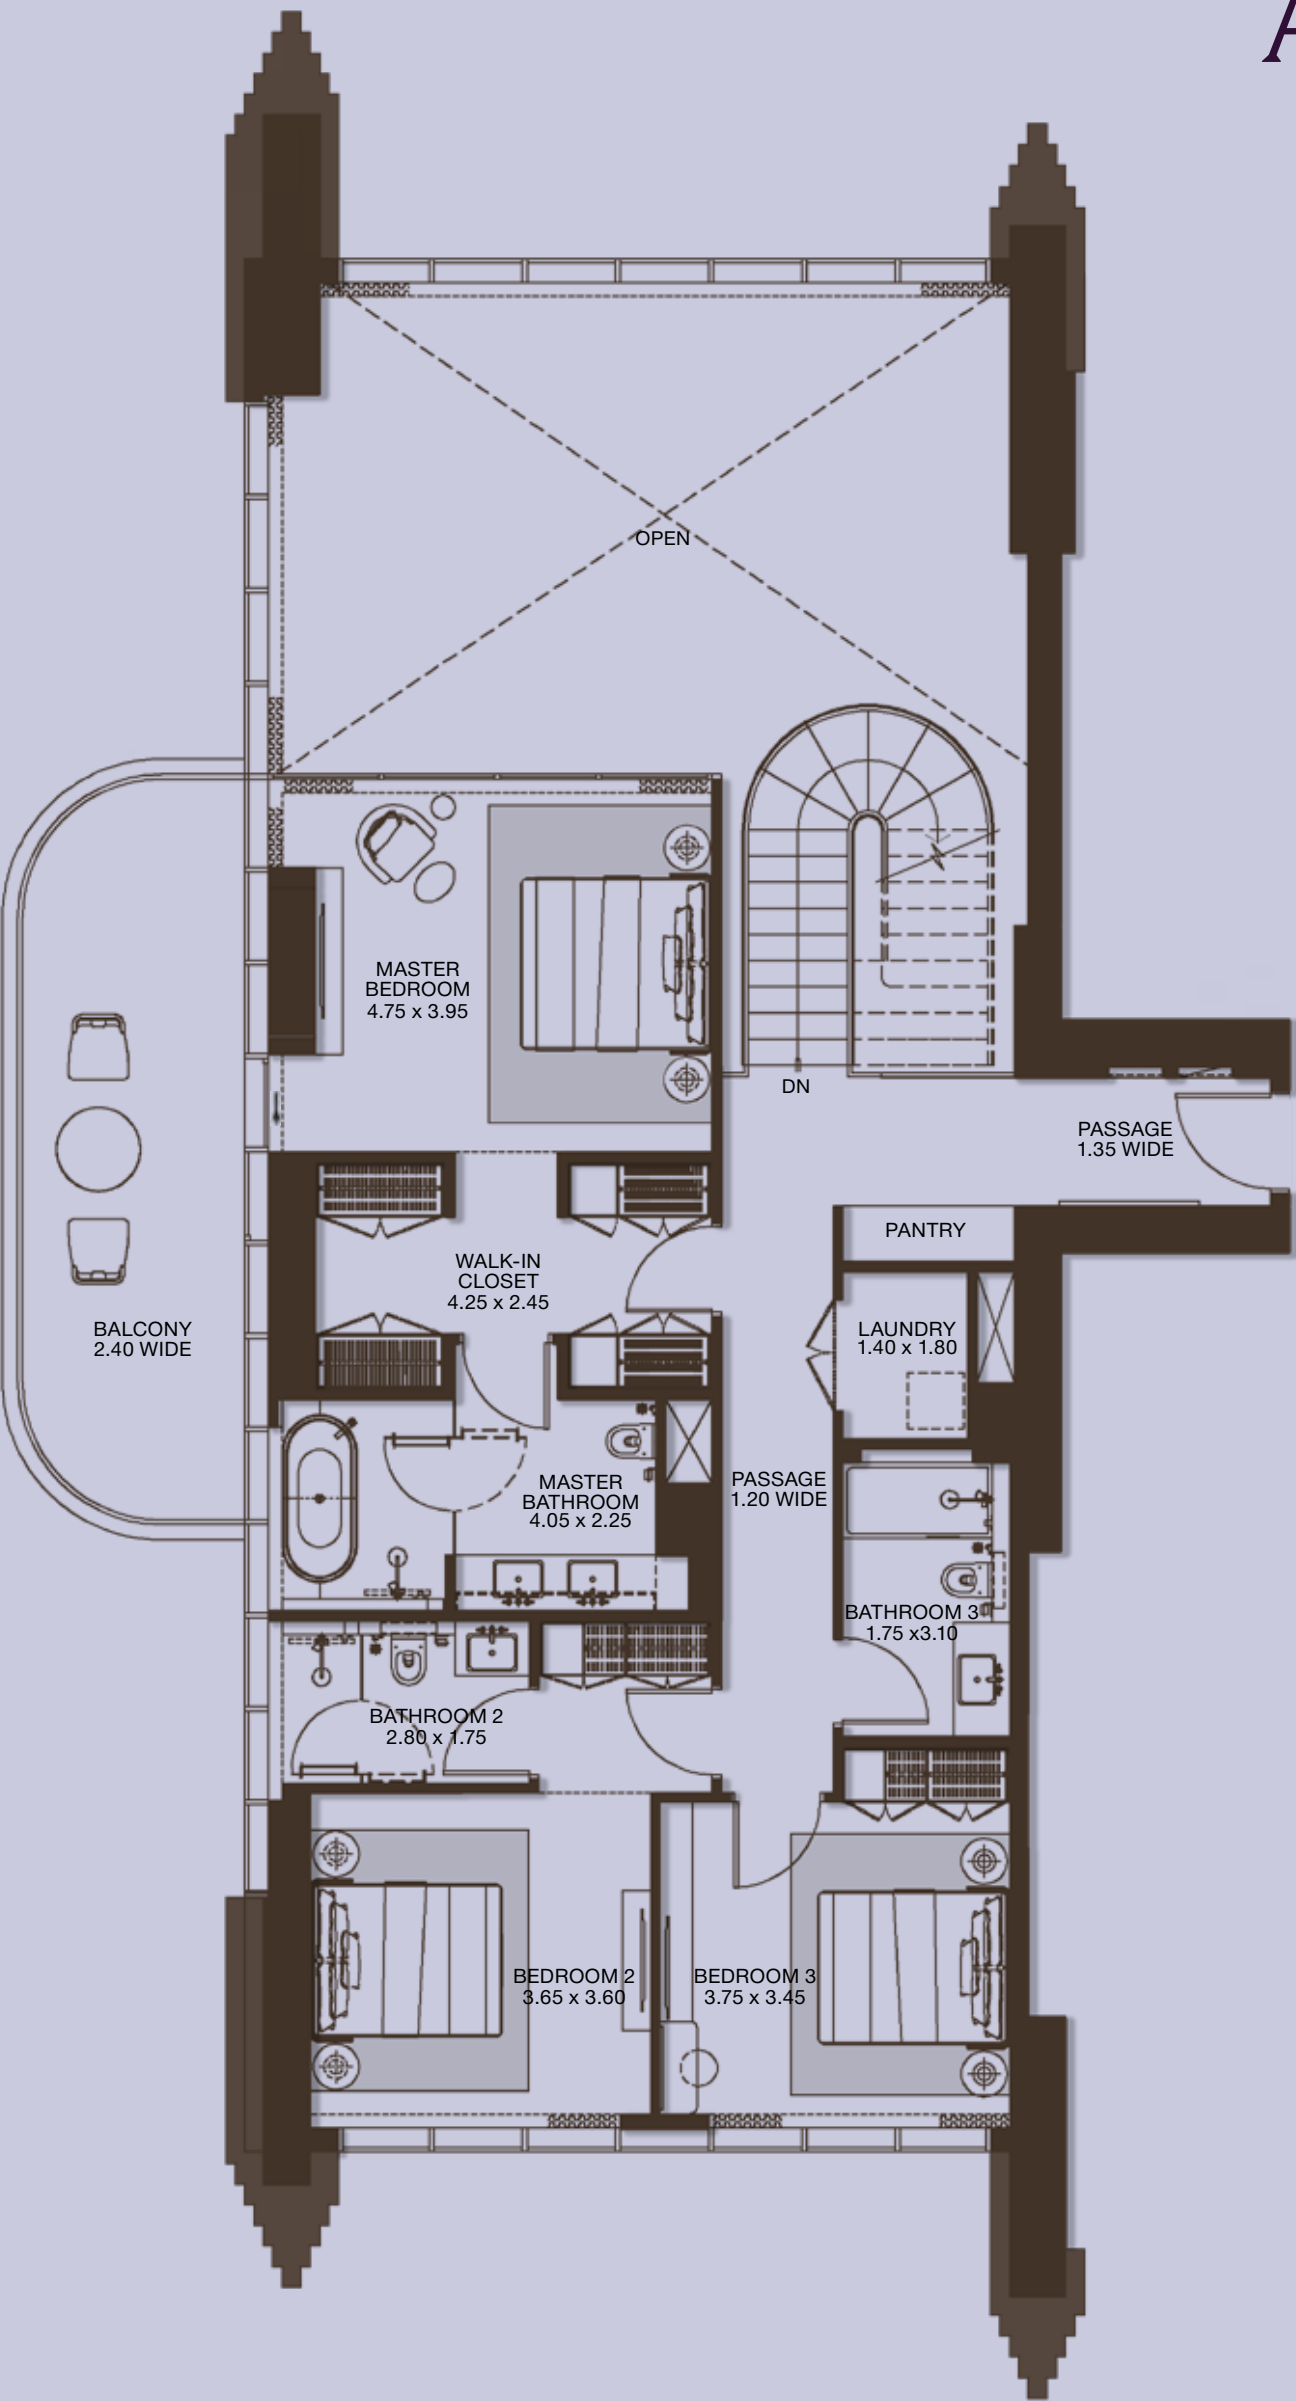 A
OPEN
MASTER
BEDROOM
4.75 x 3.95
DN
PASSAGE
1.35 WIDE
PANTRY
WALK-IN
CLOSET
4.25 x 2.45
BALCONY
2.40 WIDE
LAUNDRY
1.40 x 1.80
MASTER
BATHROOM
4.05 x 2.25
PASSAGE
1.20 WIDE
BATHROOM 3
1.75 x3.10
BATHROOM 2
2.80 x 1.75
BEDROOM 2
3.65 x 3.60
BEDROOM 3
3.75 x 3.45